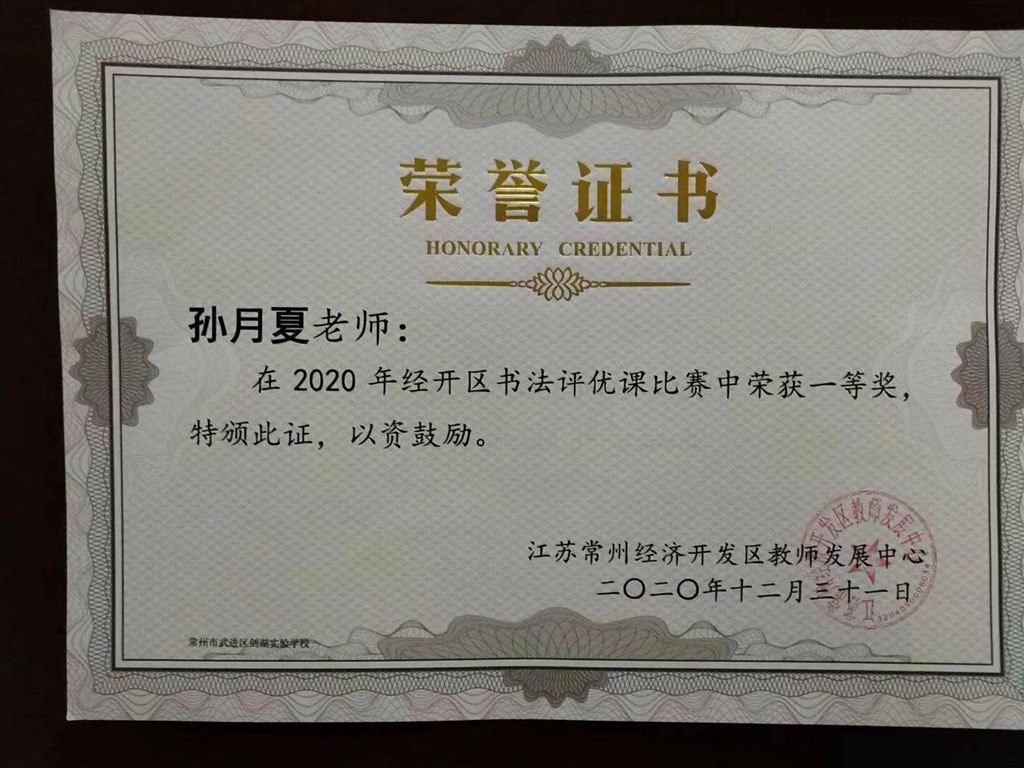 荣誉证书
HONORARY CREDENTIAL
孙月夏老师：
在 2020 年经开区书法评优课比赛中荣获一等奖，
特颁此证，以资鼓励。
江苏常州经济开发区教师发展中心
二〇二〇年十二月三十一日
常州市武进区剑湖实验学校